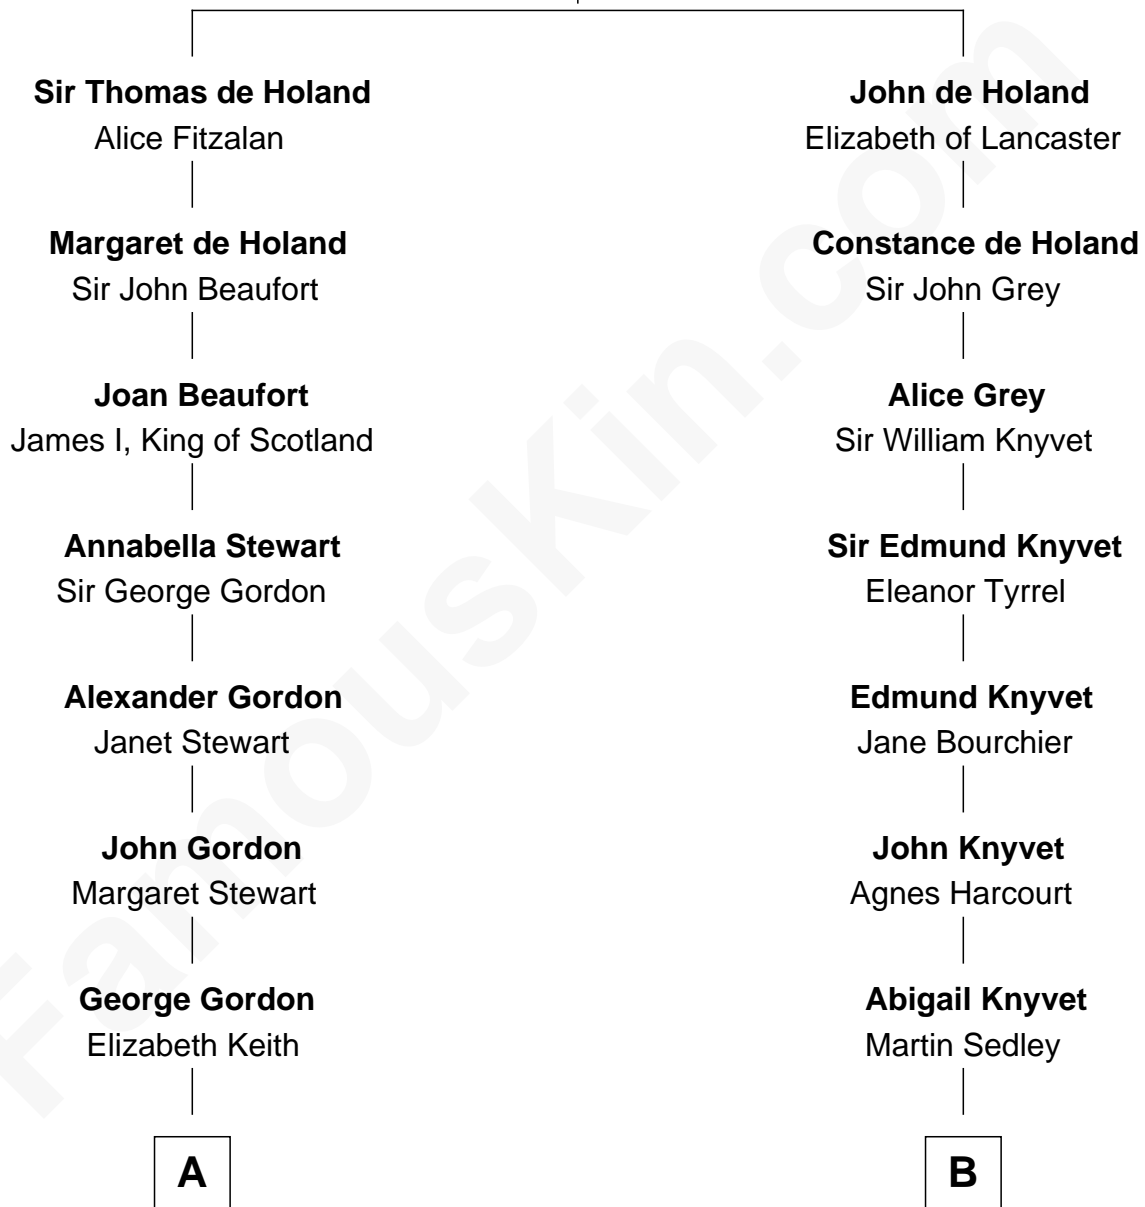 Sir Thomas de Holand
Alice Fitzalan
Margaret de Holand
Sir John Beaufort
Joan Beaufort
James I, King of Scotland
Annabella Stewart
Sir George Gordon
Alexander Gordon
Janet Stewart
John Gordon
Margaret Stewart
George Gordon
Elizabeth Keith
A
John de Holand
Elizabeth of Lancaster
Constance de Holand
Sir John Grey
Alice Grey
Sir William Knyvet
Sir Edmund Knyvet
Eleanor Tyrrel
Edmund Knyvet
Jane Bourchier
John Knyvet
Agnes Harcourt
Abigail Knyvet
Martin Sedley
B
FamousKin.com